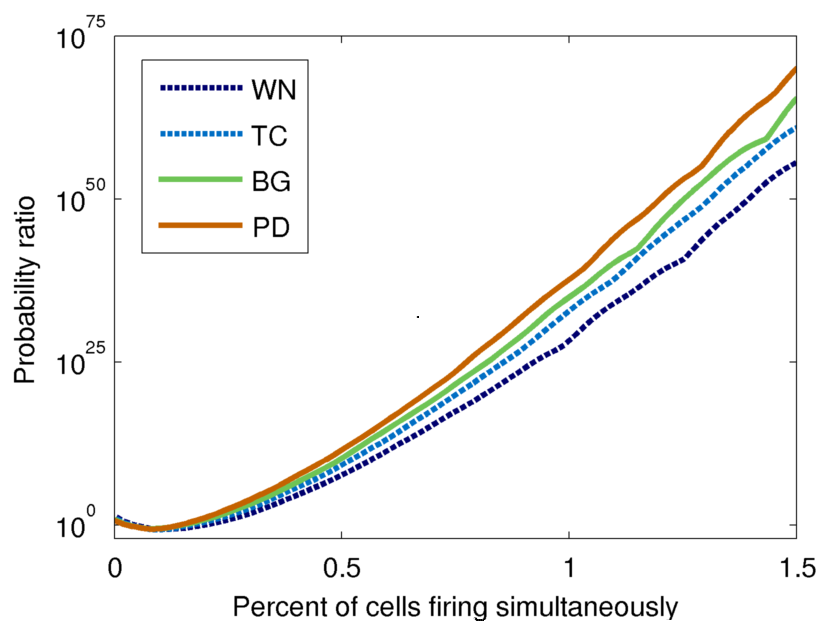 10^75
10^50
10^25
10^0
Probability ratio
WN
TC
BG
PD
0 0.5 1 1.5
Percent of cells firing simultaneously